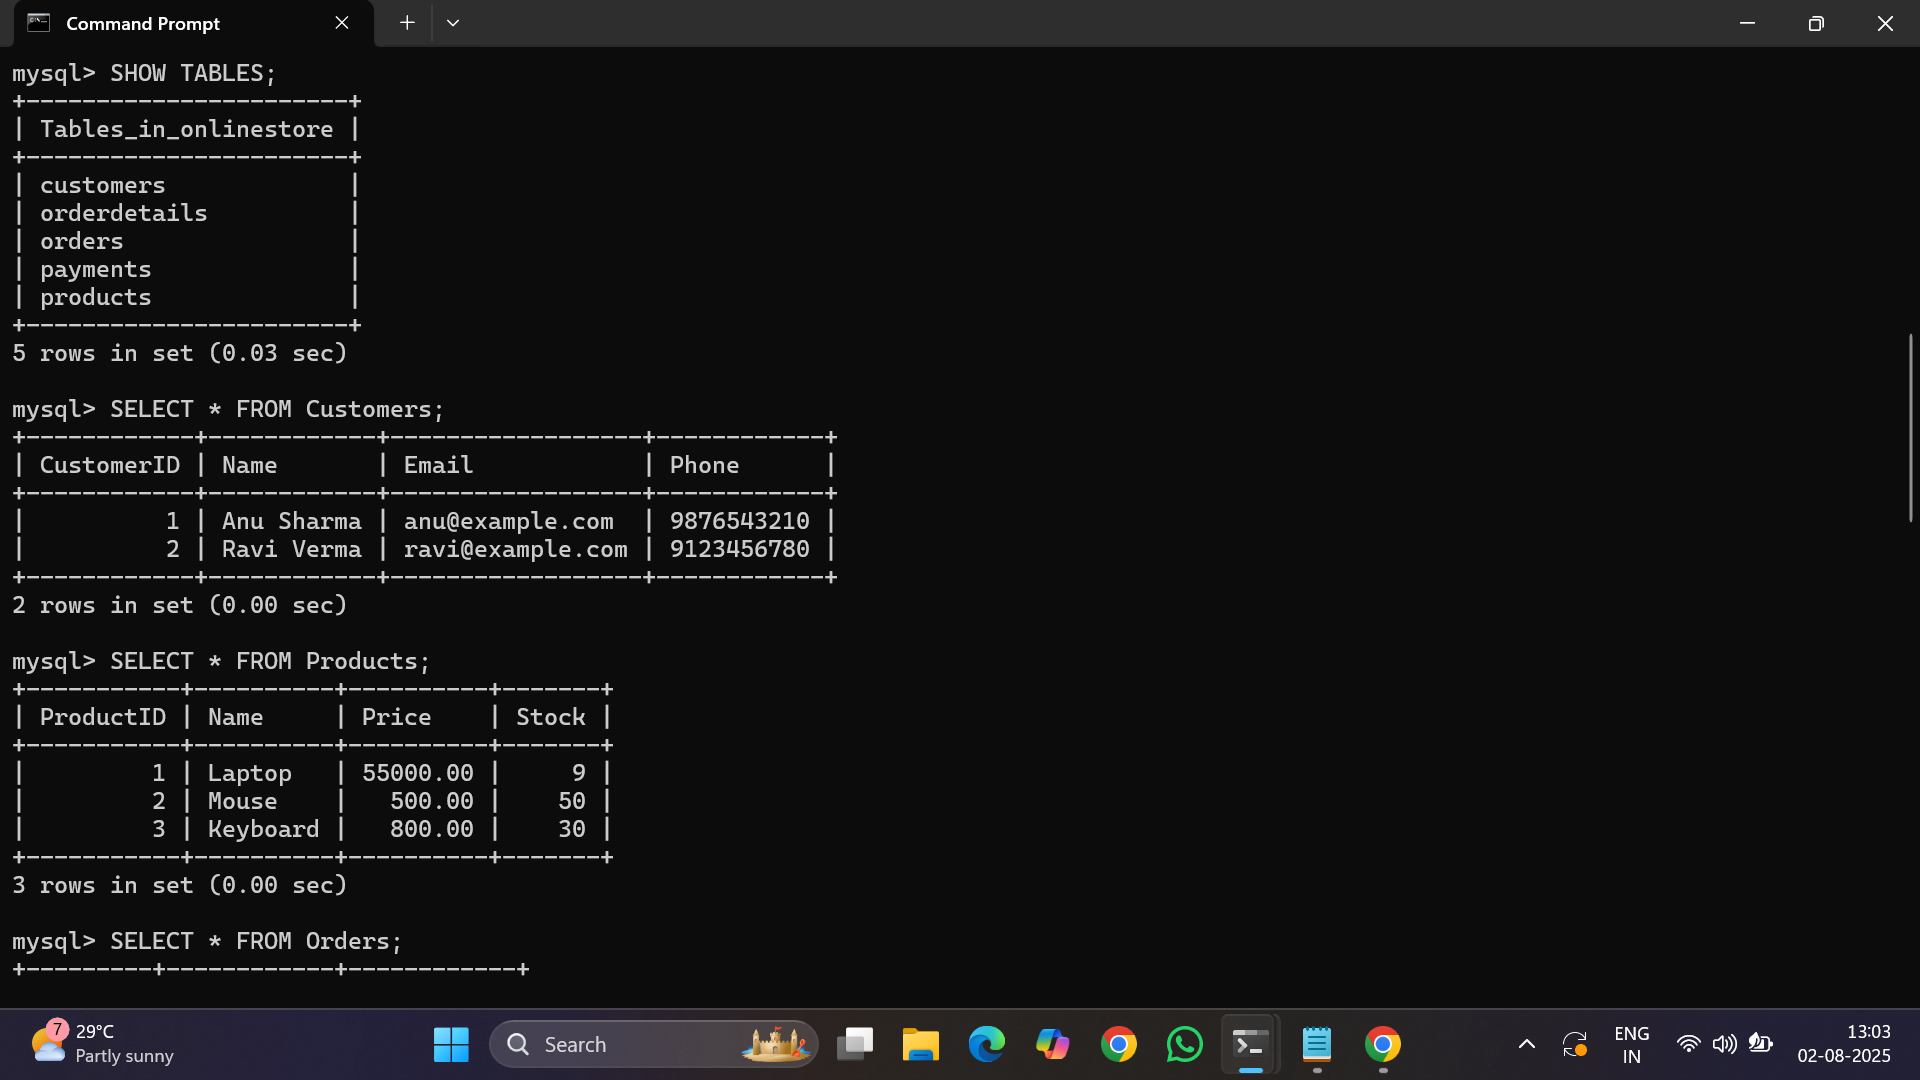 Command Prompt
mysql> SHOW TABLES;
+-----------------------+
| Tables_in_onlinestore |
+-----------------------+
| customers             |
| orderdetails          |
| orders                |
| payments              |
| products              |
+-----------------------+
5 rows in set (0.03 sec)
mysql> SELECT * FROM Customers;
+------------+------------+------------------+------------+
| CustomerID | Name       | Email            | Phone      |
+------------+------------+------------------+------------+
|          1 | Anu Sharma | anu@example.com  | 9876543210 |
|          2 | Ravi Verma | ravi@example.com | 9123456780 |
+------------+------------+------------------+------------+
2 rows in set (0.00 sec)
mysql> SELECT * FROM Products;
+-----------+----------+----------+-------+
| ProductID | Name     | Price    | Stock |
+-----------+----------+----------+-------+
|         1 | Laptop   | 55000.00 |     9 |
|         2 | Mouse    |   500.00 |    50 |
|         3 | Keyboard |   800.00 |    30 |
+-----------+----------+----------+-------+
3 rows in set (0.00 sec)
mysql> SELECT * FROM Orders;
+---------+------------+------------+
7
29°C
Partly sunny
Search
ENG
IN
13:03
02-08-2025